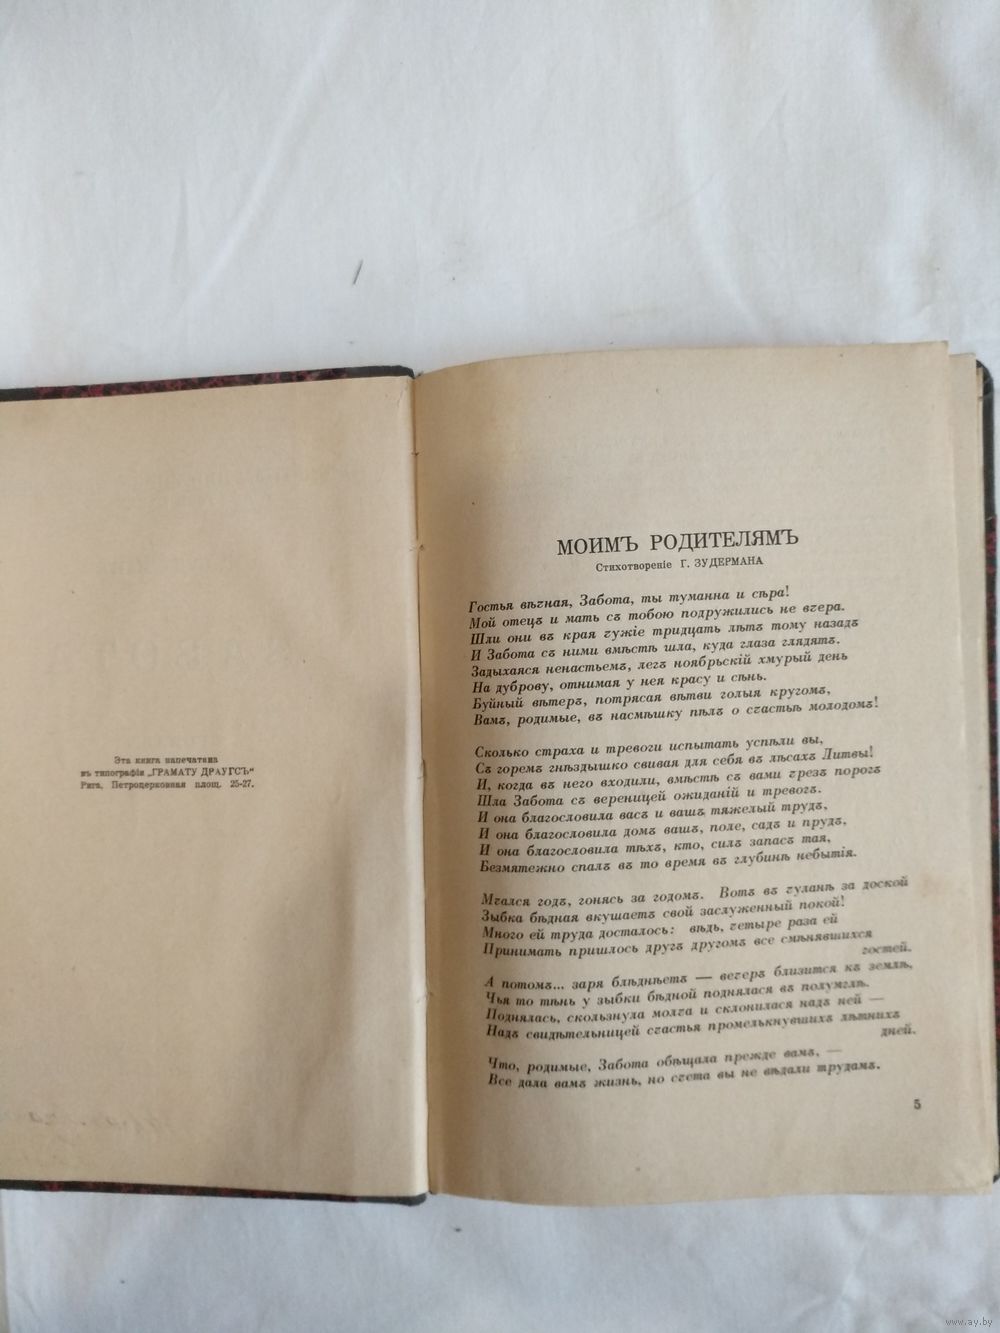 Эта книга напечатана
въ типографіи „ГРАМАТУ ДРАУГСЪ“
Рига, Петроцерковная площ. 25-27.
МОИМЪ РОДИТЕЛЯМЪ
Стихотвореніе Г. ЗУДЕРМАНА
Гостья вѣчная, Забота, ты туманна и сѣра!
Мой отецъ и мать съ тобою подружились не вчера.
Шли они въ края чужіе тридцать лѣтъ тому назадъ
И Забота съ ними вмѣстѣ шла, куда глаза глядятъ.
Задыхаяся ненастьемъ, легъ ноябрьскій хмурый день
На дуброву, отнимая у нея красу и сѣнь.
Буйный вѣтеръ, потрясая вѣтви голыя кругомъ,
Вамъ, родимые, въ насмѣшку пѣлъ о счастьѣ молодомъ!
Сколько страха и тревоги испытать успѣли вы,
Съ горемъ гнѣздышко свивая для себя въ лѣсахъ Литвы!
И, когда въ него входили, вмѣстѣ съ вами чрезъ порогъ
Шла Забота съ вереницей ожиданій и тревогъ.
И она благословила васъ и вашъ тяжелый трудъ,
И она благословила домъ вашъ, поле, садъ и прудъ,
И она благословила тѣхъ, кто, силъ запасъ тая,
Безмятежно спалъ въ то время въ глубинѣ небытія.
Мчался годъ, гонясь за годомъ. Вотъ въ чуланѣ за доской
Зыбка бѣдная вкушаетъ свой заслуженный покой!
Много ей труда досталось: вѣдь, четыре раза ей
Принимать пришлось другъ другомъ все смѣнявшихся
гостей.
А потомъ... заря блѣднѣетъ — вечеръ близится къ землѣ,
Чья то тѣнь у зыбки бѣдной поднялася въ полумглѣ.
Поднялась, скользнула молча и склонилася надъ ней —
Надъ свидѣтельницей счастья промелькнувшихъ лѣтнихъ
дней.
Что, родимые, Забота обѣщала прежде вамъ, —
Все дала вамъ жизнь, но счета вы не вѣдали трудамъ.
5
www.ay.by